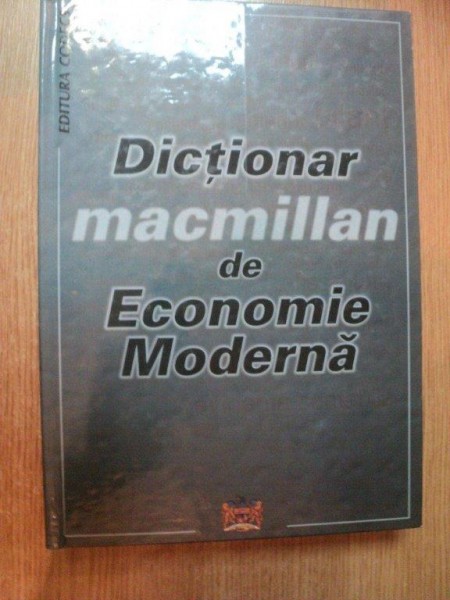 EDITURA
Dicționar
macmillan
de
Economie
Modernă